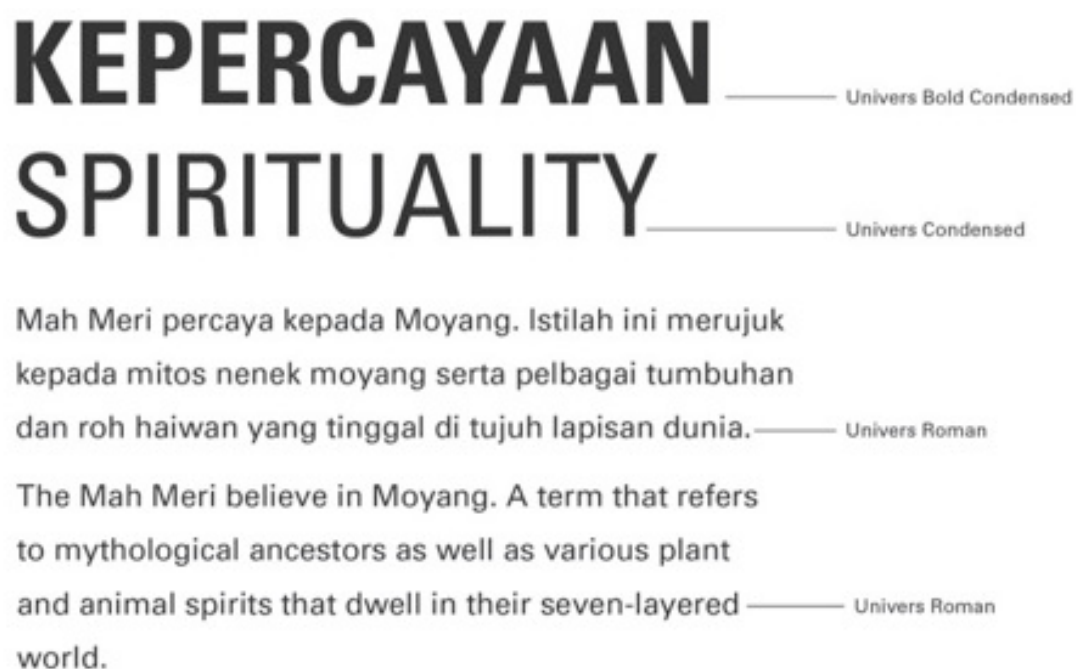 KEPERCAYAAN
Univers Bold Condensed
SPIRITUALITY
Univers Condensed
Mah Meri percaya kepada Moyang. Istilah ini merujuk
kepada mitos nenek moyang serta pelbagai tumbuhan
dan roh haiwan yang tinggal di tujuh lapisan dunia.
Univers Roman
The Mah Meri believe in Moyang. A term that refers
to mythological ancestors as well as various plant
and animal spirits that dwell in their seven-layered
Univers Roman
world.